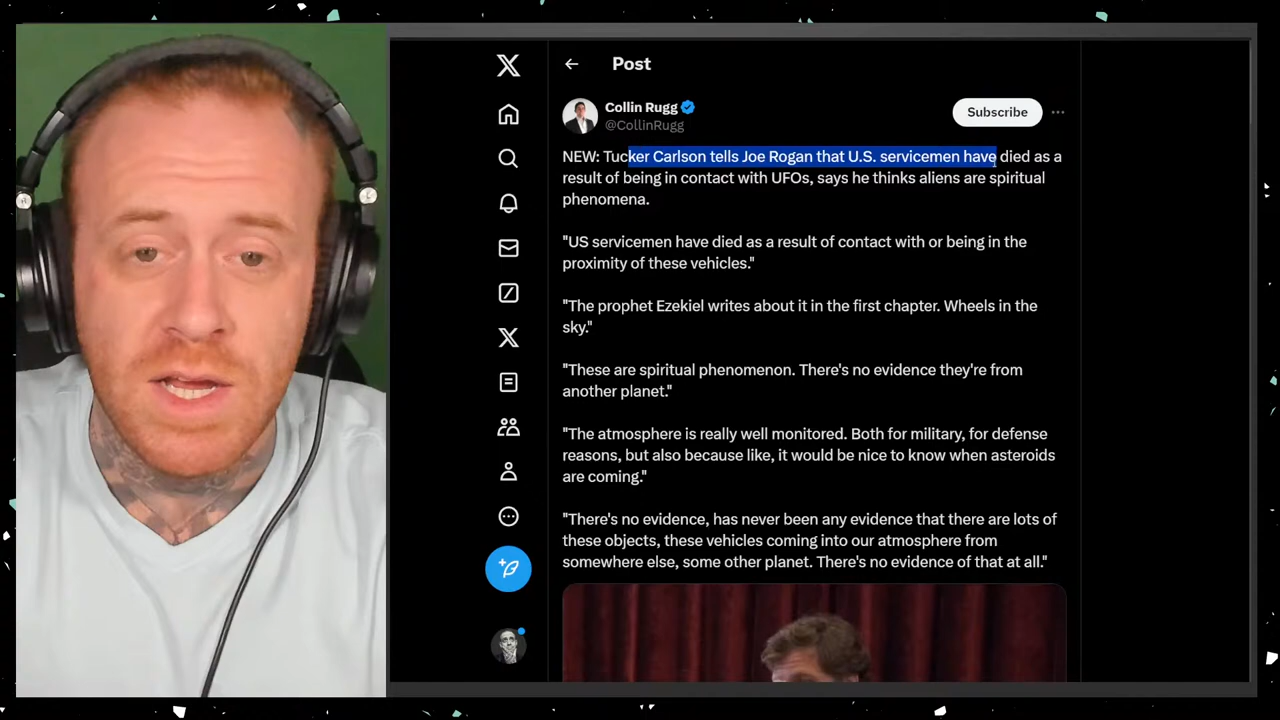 Post
Collin Rugg
@CollinRugg
Subscribe
NEW: Tucker Carlson tells Joe Rogan that U.S. servicemen have died as a
result of being in contact with UFOs, says he thinks aliens are spiritual
phenomena.
"US servicemen have died as a result of contact with or being in the
proximity of these vehicles."
"The prophet Ezekiel writes about it in the first chapter. Wheels in the
sky."
"These are spiritual phenomenon. There's no evidence they're from
another planet."
"The atmosphere is really well monitored. Both for military, for defense
reasons, but also because like, it would be nice to know when asteroids
are coming."
"There's no evidence, has never been any evidence that there are lots of
these objects, these vehicles coming into our atmosphere from
somewhere else, some other planet. There's no evidence of that at all."